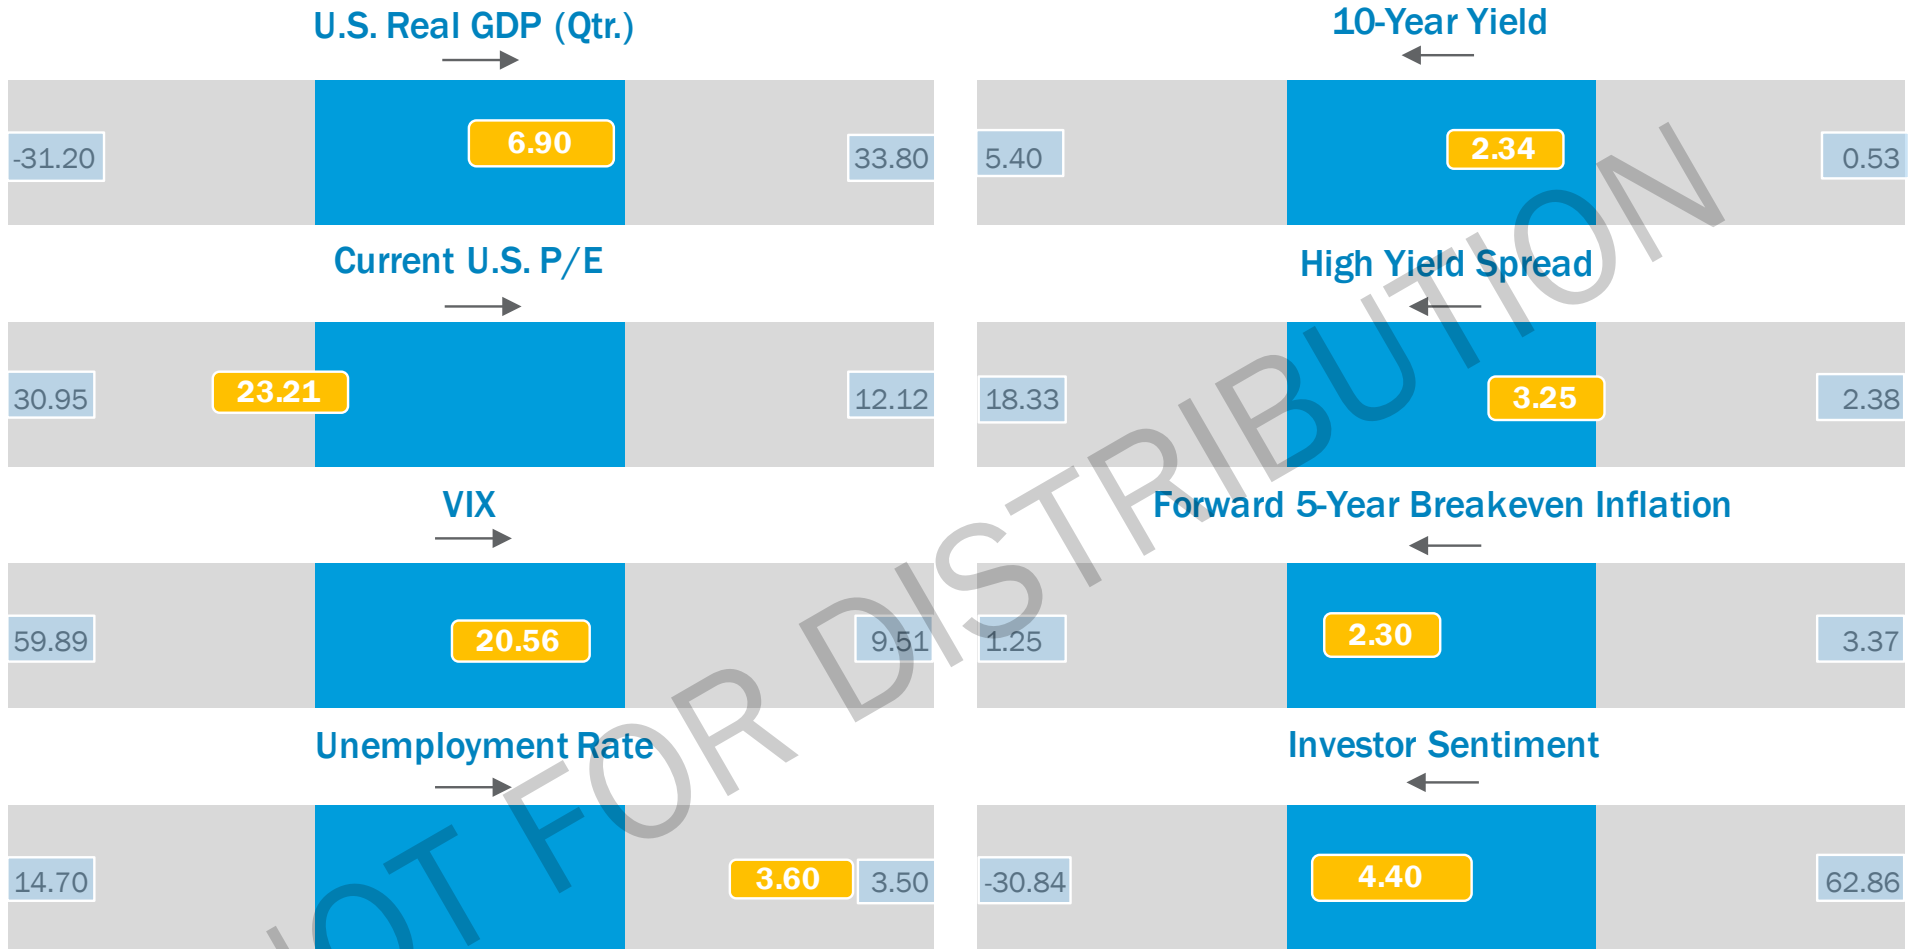 U.S. Real GDP (Qtr.)
-31.20
6.90
33.80
10-Year Yield
5.40
2.34
0.53
Current U.S. P/E
30.95
23.21
12.12
High Yield Spread
18.33
3.25
2.38
VIX
59.89
20.56
9.51
Forward 5-Year Breakeven Inflation
1.25
2.30
3.37
Unemployment Rate
14.70
3.60
3.50
Investor Sentiment
-30.84
4.40
62.86
NOT FOR DISTRIBUTION